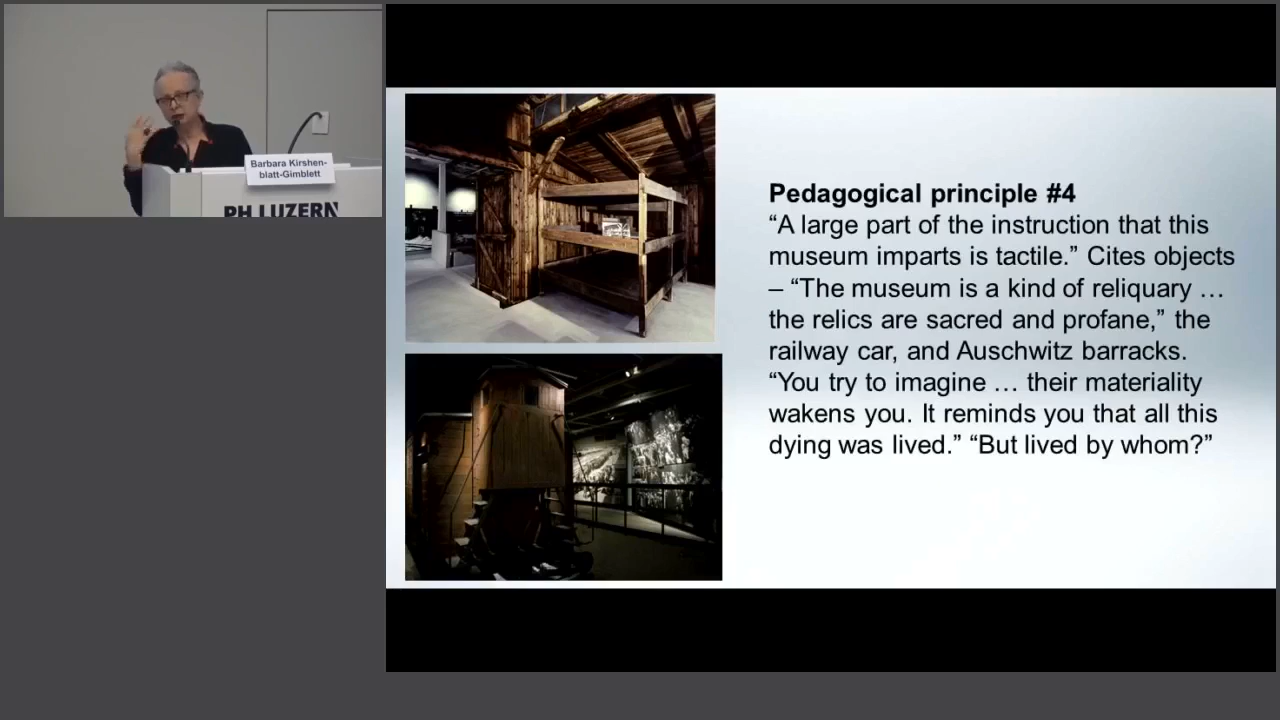 Barbara Kirshen-
blatt-Gimblett
PH LUZERN
Pedagogical principle #4
“A large part of the instruction that this
museum imparts is tactile.” Cites objects
– “The museum is a kind of reliquary …
the relics are sacred and profane,” the
railway car, and Auschwitz barracks.
“You try to imagine … their materiality
wakens you. It reminds you that all this
dying was lived.” “But lived by whom?”